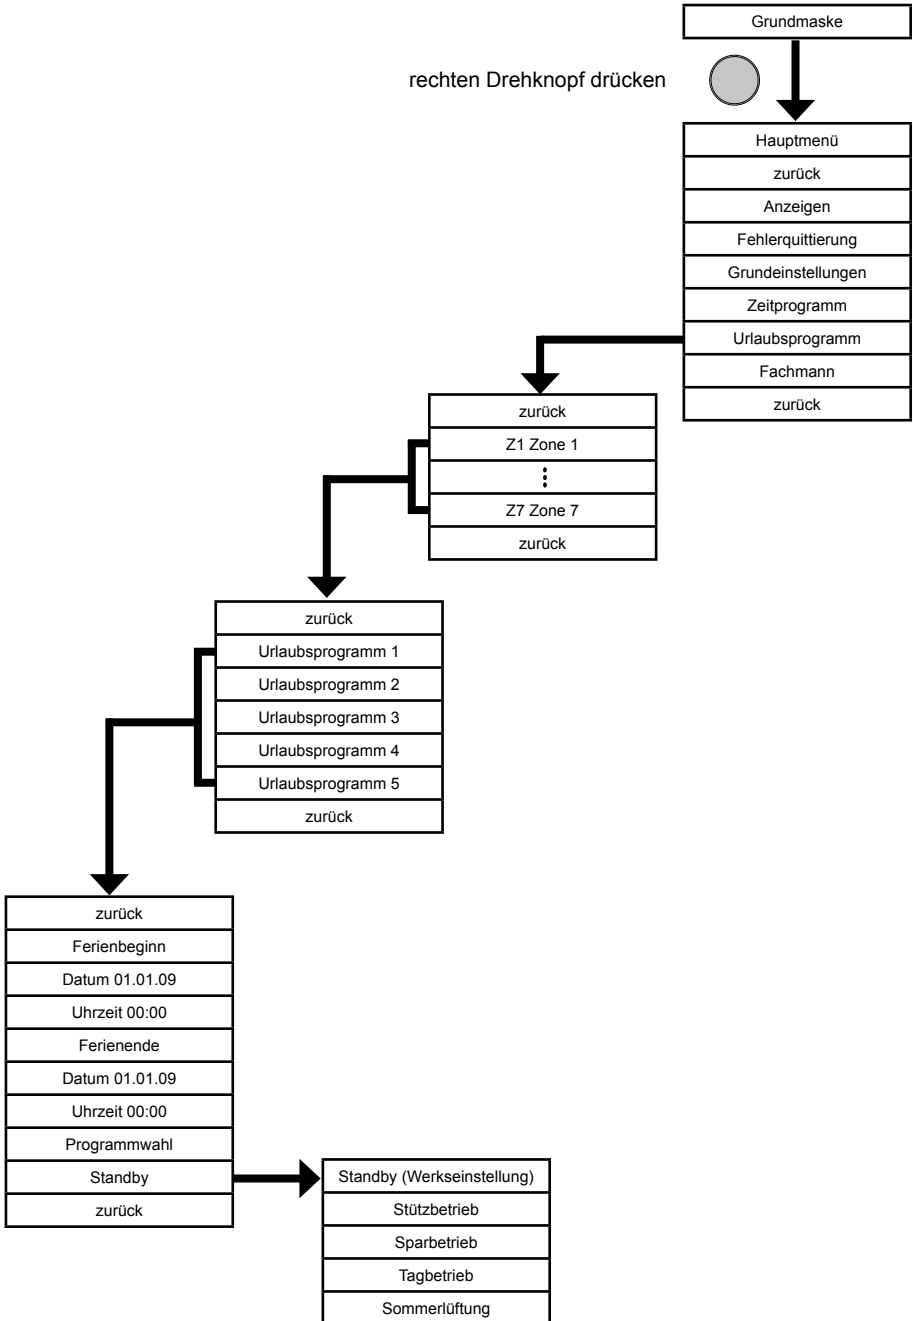 Grundmaske
rechten Drehknopf drücken
Hauptmenü
zurück
Anzeigen
Fehlerquittierung
Grundeinstellungen
Zeitprogramm
Urlaubsprogramm
Fachmann
zurück
zurück
Z1 Zone 1
Z7 Zone 7
zurück
zurück
Urlaubsprogramm 1
Urlaubsprogramm 2
Urlaubsprogramm 3
Urlaubsprogramm 4
Urlaubsprogramm 5
zurück
zurück
Ferienbeginn
Datum 01.01.09
Uhrzeit 00:00
Ferienende
Datum 01.01.09
Uhrzeit 00:00
Programmwahl
Standby
zurück
Standby (Werkseinstellung)
Stützbetrieb
Sparbetrieb
Tagbetrieb
Sommerlüftung